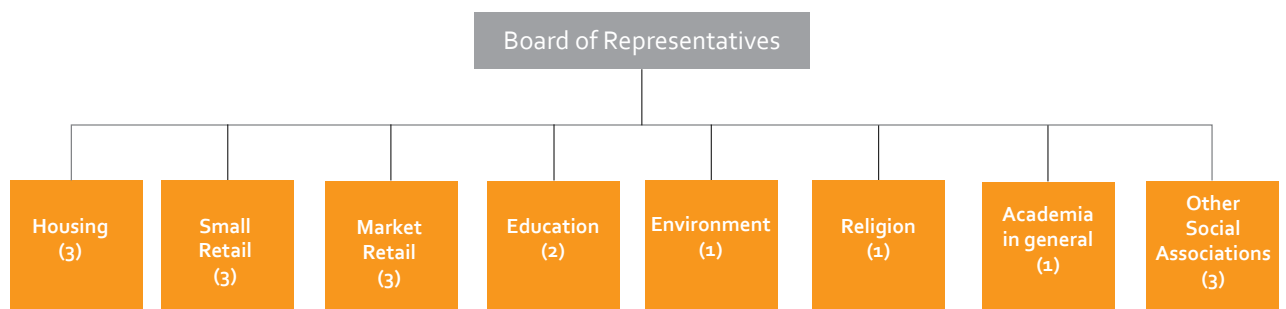 Board of Representatives
Housing
(3)
Small
Retail
(3)
Market
Retail
(3)
Education
(2)
Environment
(1)
Religion
(1)
Academia
in general
(1)
Other
Social
Associations
(3)